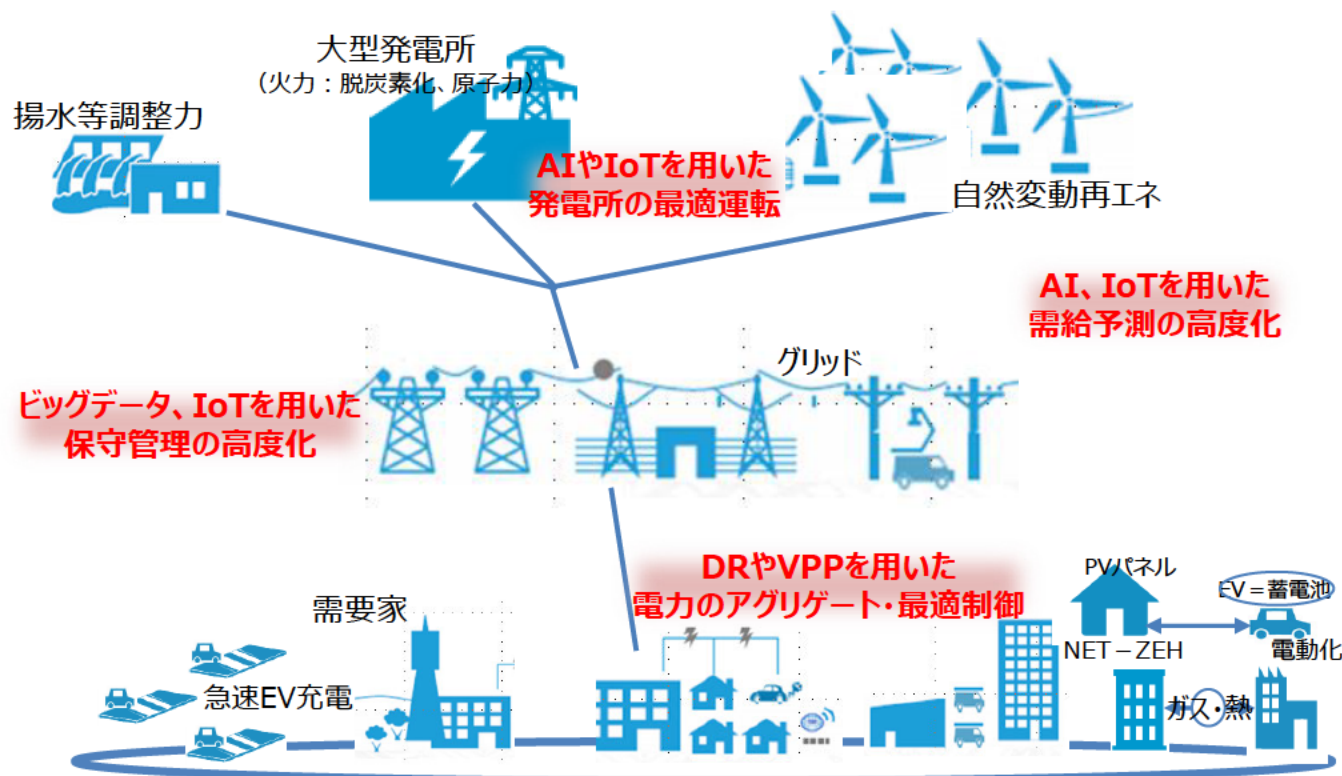 大型発電所
（火力：脱炭素化、原子力）
揚水等調整力
AIやIoTを用いた
発電所の最適運転
自然変動再エネ
AI、IoTを用いた
需給予測の高度化
グリッド
ビッグデータ、IoTを用いた
保守管理の高度化
DRやVPPを用いた
電力のアグリゲート・最適制御
PVパネル
EV＝蓄電池
需要家
NET－ZEH
電動化
急速EV充電
ガス・熱